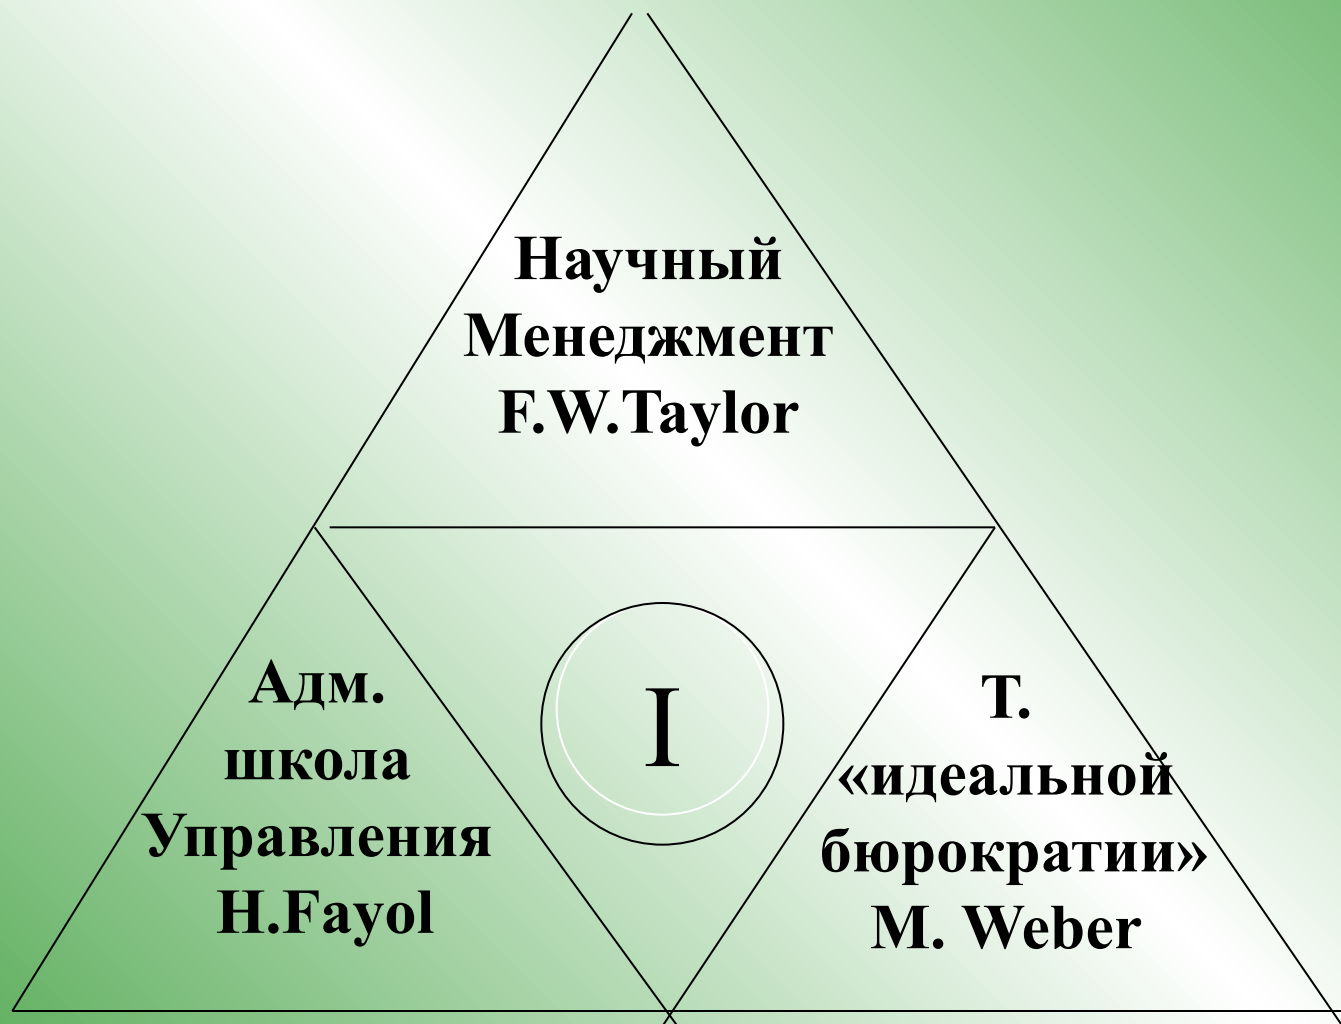 Научный
Менеджмент
F.W.Taylor
Адм.
школа
Управления
H.Fayol
I
Т.
«идеальной
бюрократии»
M. Weber